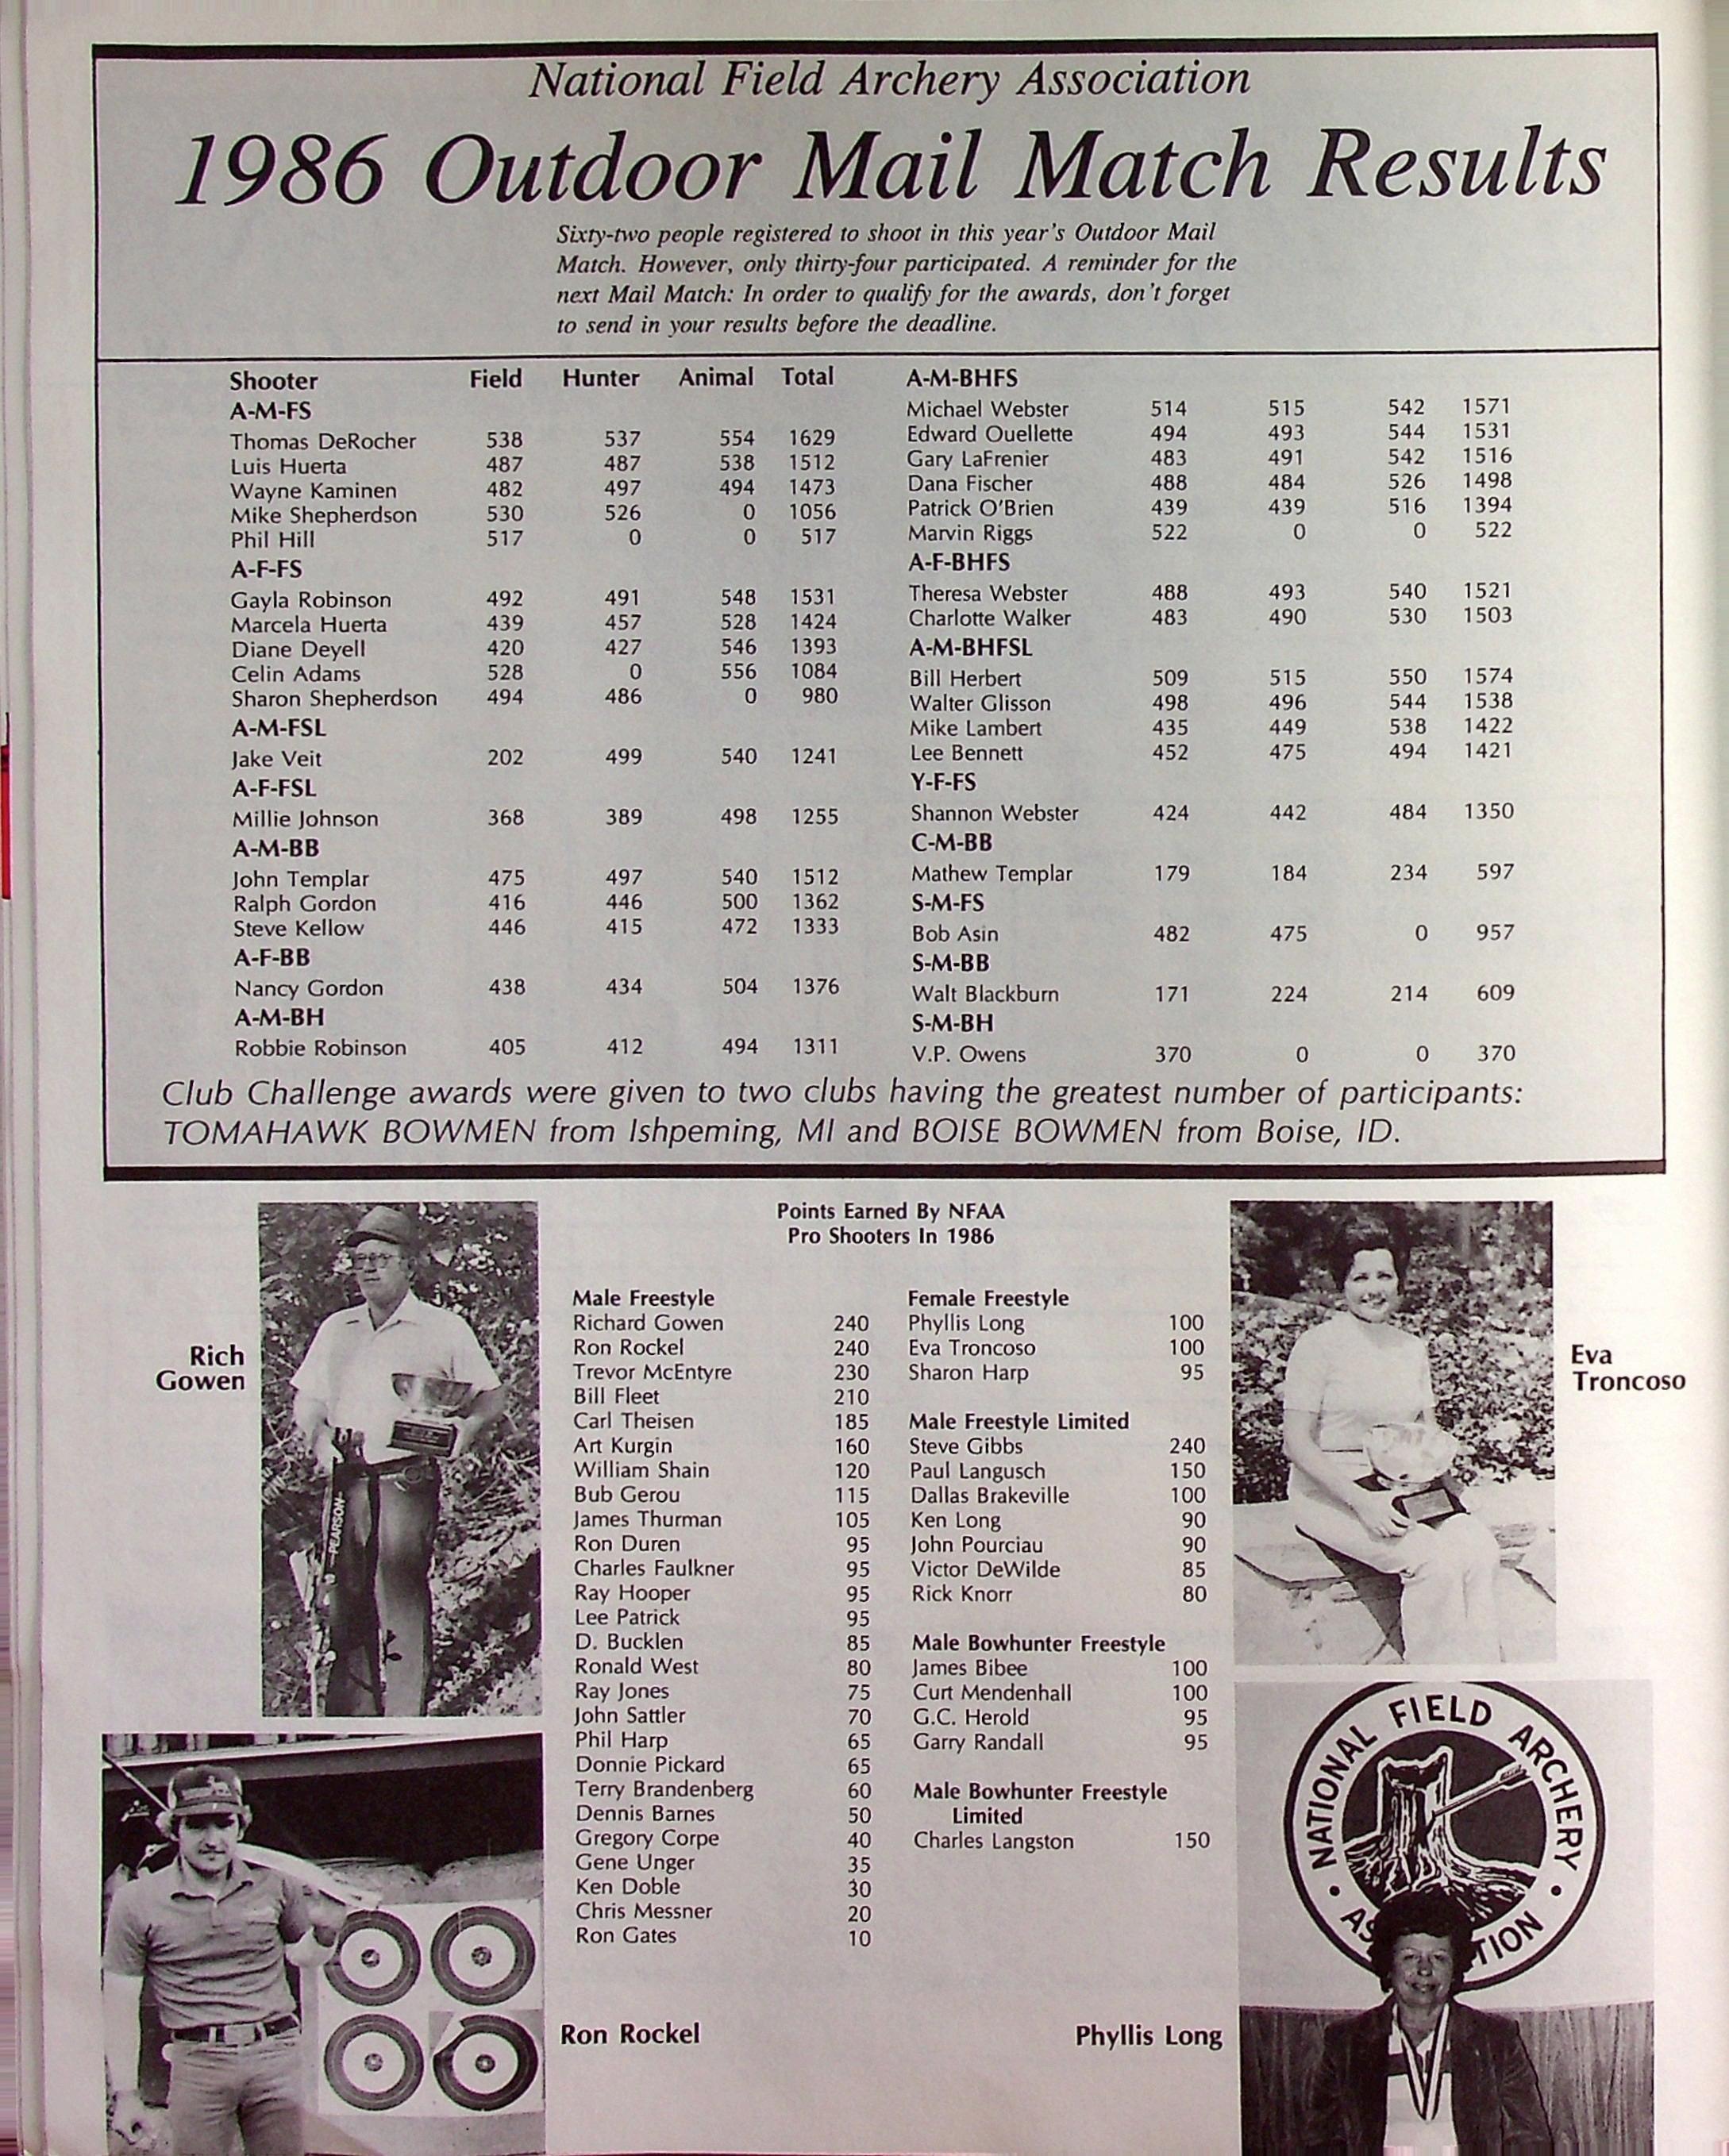 National Field Archery Association
1986 Outdoor Mail Match Results
Sixty-two people registered to shoot in this year's Outdoor Mail
Match. However, only thirty-four participated. A reminder for the
next Mail Match: In order to qualify for the awards, don't forget
to send in your results before the deadline.
Shooter Field Hunter Animal Total
A-M-FS
Thomas DeRocher 538 537 554 1629
Luis Huerta 487 487 538 1512
Wayne Kaminen 482 497 494 1473
Mike Shepherdson 530 526 0 1056
Phil Hill 517 0 0 517
A-F-FS
Gayla Robinson 492 491 548 1531
Marcela Huerta 439 457 528 1424
Diane Deyell 420 427 546 1393
Celin Adams 528 0 556 1084
Sharon Shepherdson 494 486 0 980
A-M-FSL
Jake Veit 202 499 540 1241
A-F-FSL
Millie Johnson 368 389 498 1255
A-M-BB
John Templar 475 497 540 1512
Ralph Gordon 416 446 500 1362
Steve Kellow 446 415 472 1333
A-F-BB
Nancy Gordon 438 434 504 1376
A-M-BH
Robbie Robinson 405 412 494 1311
A-M-BHFS
Michael Webster 514 515 542 1571
Edward Ouellette 494 493 544 1531
Gary LaFrenier 483 491 542 1516
Dana Fischer 488 484 526 1498
Patrick O'Brien 439 439 516 1394
Marvin Riggs 522 0 0 522
A-F-BHFS
Theresa Webster 488 493 540 1521
Charlotte Walker 483 490 530 1503
A-M-BHFSL
Bill Herbert 509 515 550 1574
Walter Glisson 498 496 544 1538
Mike Lambert 435 449 538 1422
Lee Bennett 452 475 494 1421
Y-F-FS
Shannon Webster 424 442 484 1350
C-M-BB
Mathew Templar 179 184 234 597
S-M-FS
Bob Asin 482 475 0 957
S-M-BB
Walt Blackburn 171 224 214 609
S-M-BH
V.P. Owens 370 0 0 370
Club Challenge awards were given to two clubs having the greatest number of participants:
TOMAHAWK BOWMEN from Ishpeming, MI and BOISE BOWMEN from Boise, ID.
Rich
Gowen
PEARSON
Points Earned By NFAA
Pro Shooters In 1986
Male Freestyle
Richard Gowen 240
Ron Rockel 240
Trevor McEntyre 230
Bill Fleet 210
Carl Theisen 185
Art Kurgin 160
William Shain 120
Bub Gerou 115
James Thurman 105
Ron Duren 95
Charles Faulkner 95
Ray Hooper 95
Lee Patrick 95
D. Bucklen 85
Ronald West 80
Ray Jones 75
John Sattler 70
Phil Harp 65
Donnie Pickard 65
Terry Brandenberg 60
Dennis Barnes 50
Gregory Corpe 40
Gene Unger 35
Ken Doble 30
Chris Messner 20
Ron Gates 10
Female Freestyle
Phyllis Long 100
Eva Troncoso 100
Sharon Harp 95
Male Freestyle Limited
Steve Gibbs 240
Paul Langusch 150
Dallas Brakeville 100
Ken Long 90
John Pourciau 90
Victor DeWilde 85
Rick Knorr 80
Male Bowhunter Freestyle
James Bibee 100
Curt Mendenhall 100
G.C. Herold 95
Garry Randall 95
Male Bowhunter Freestyle
Limited
Charles Langston 150
Eva
Troncoso
Ron Rockel
Phyllis Long
NATIONAL FIELD ARCHERY
AS TION